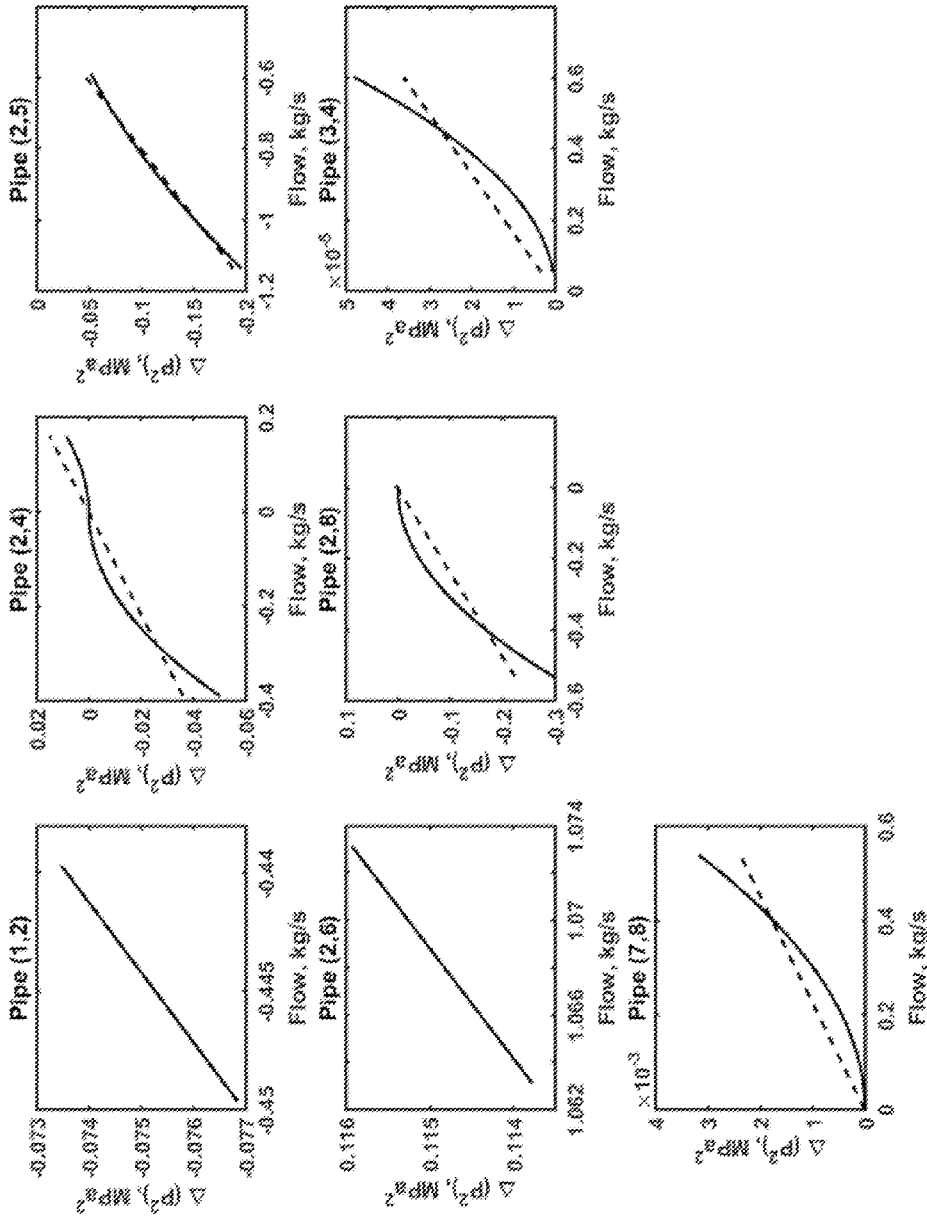 Pipe (1,2)
-0.073
-0.074
-0.075
-0.076
-0.077
Δ (P²), MPa²
-0.45 -0.445 -0.44
Flow, kg/s
Pipe (2,4)
0.02
0
-0.02
-0.04
-0.06
Δ (P²), MPa²
-0.4 -0.2 0 0.2
Flow, kg/s
Pipe (2,5)
0
-0.05
-0.1
-0.15
-0.2
Δ (P²), MPa²
-1.2 -1 -0.8 -0.6
Flow, kg/s
Pipe (2,6)
0.116
0.115
0.114
Δ (P²), MPa²
1.062 1.066 1.07 1.074
Flow, kg/s
Pipe (2,8)
0.1
0
-0.1
-0.2
-0.3
Δ (P²), MPa²
-0.6 -0.4 -0.2 0
Flow, kg/s
Pipe (3,4)
5
4
3
2
1
0
Δ (P²), MPa²
0 0.2 0.4 0.6
Flow, kg/s
Pipe (7,8)
×10⁻³
4
3
2
1
0
Δ (P²), MPa²
0 0.2 0.4 0.6
Flow, kg/s